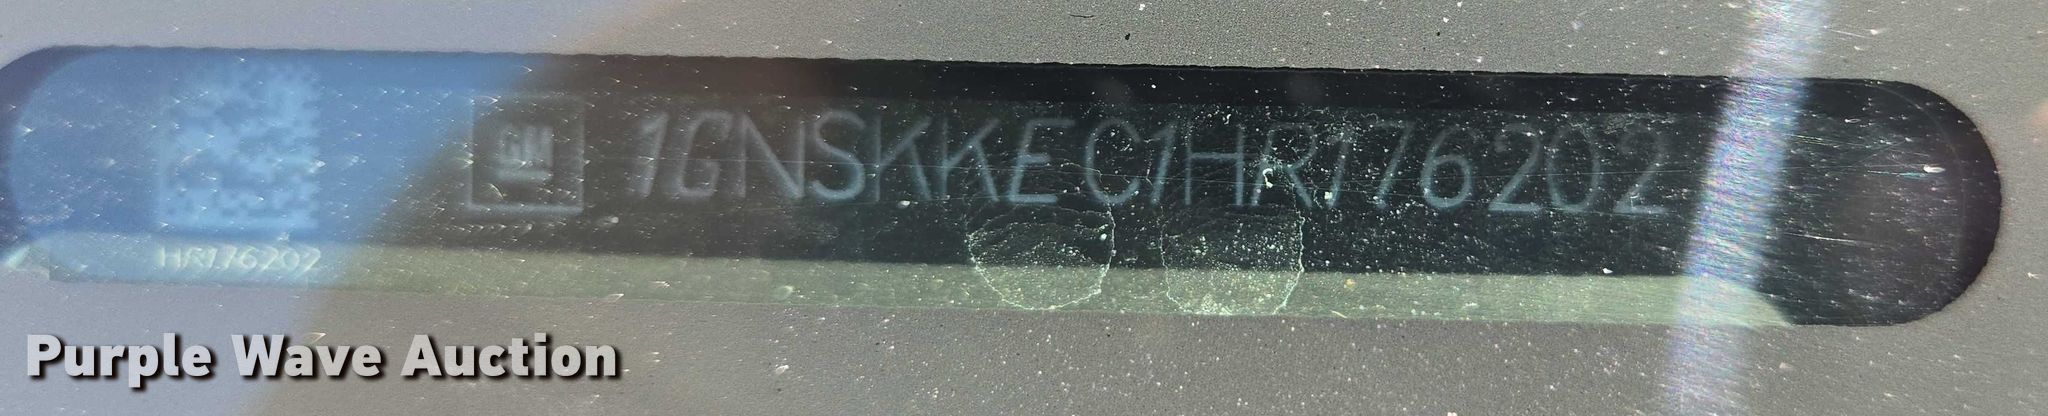 GM 1GNSKKEC1HR176202
HR176202
Purple Wave Auction